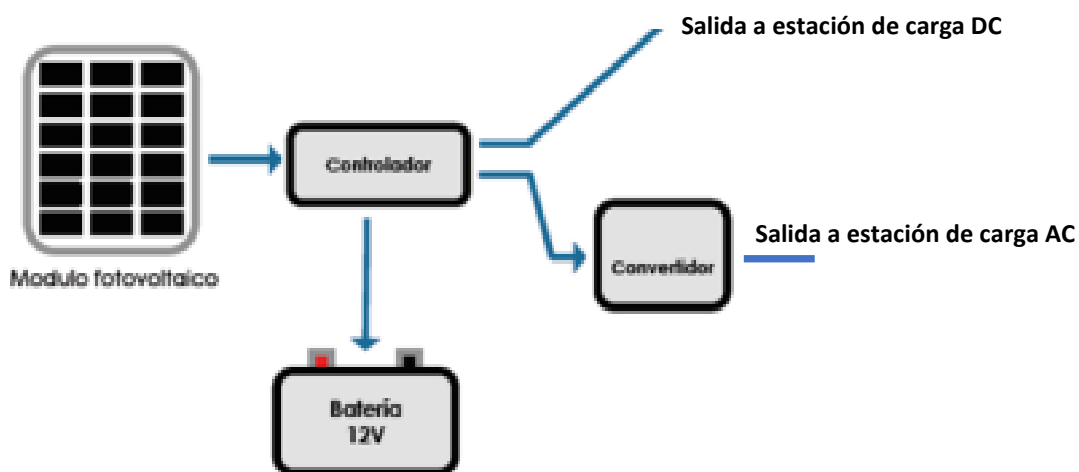 Salida a estación de carga DC
Controlador
Salida a estación de carga AC
Convertidor
Modulo fotovoltaico
Batería
12V